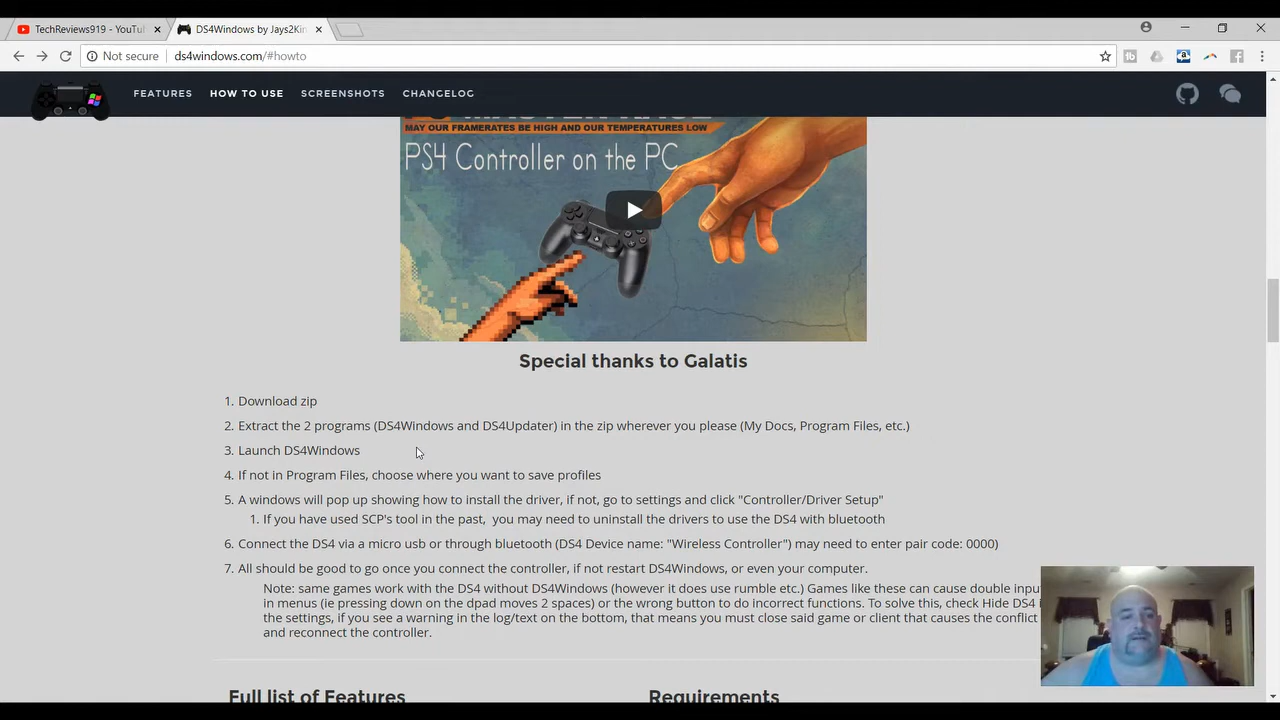 TechReviews919 - YouTu
DS4Windows by Jays2Kin
Not secure
ds4windows.com/#howto
FEATURES
HOW TO USE
SCREENSHOTS
CHANGELOG
MAY OUR FRAMERATES BE HIGH AND OUR TEMPERATURES LOW
PS4 Controller on the PC
Special thanks to Galatis
1. Download zip
2. Extract the 2 programs (DS4Windows and DS4Updater) in the zip wherever you please (My Docs, Program Files, etc.)
3. Launch DS4Windows
4. If not in Program Files, choose where you want to save profiles
5. A windows will pop up showing how to install the driver, if not, go to settings and click "Controller/Driver Setup"
1. If you have used SCP's tool in the past, you may need to uninstall the drivers to use the DS4 with bluetooth
6. Connect the DS4 via a micro usb or through bluetooth (DS4 Device name: "Wireless Controller") may need to enter pair code: 0000)
7. All should be good to go once you connect the controller, if not restart DS4Windows, or even your computer.
Note: same games work with the DS4 without DS4Windows (however it does use rumble etc.) Games like these can cause double inpu
in menus (ie pressing down on the dpad moves 2 spaces) or the wrong button to do incorrect functions. To solve this, check Hide DS4
the settings, if you see a warning in the log/text on the bottom, that means you must close said game or client that causes the conflict
and reconnect the controller.
Full list of Features
Requirements